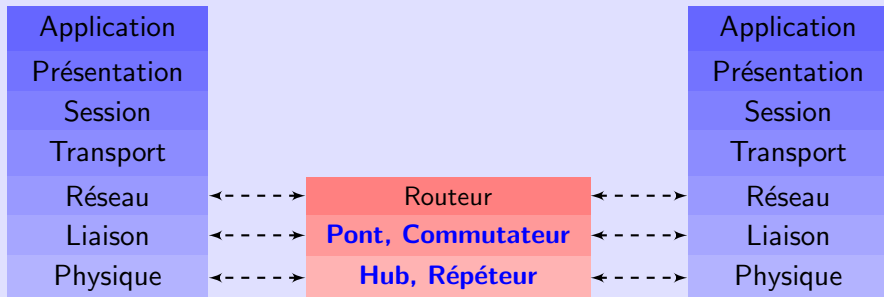 Application
Présentation
Session
Transport
Réseau
Liaison
Physique
Routeur
Pont, Commutateur
Hub, Répéteur
Application
Présentation
Session
Transport
Réseau
Liaison
Physique